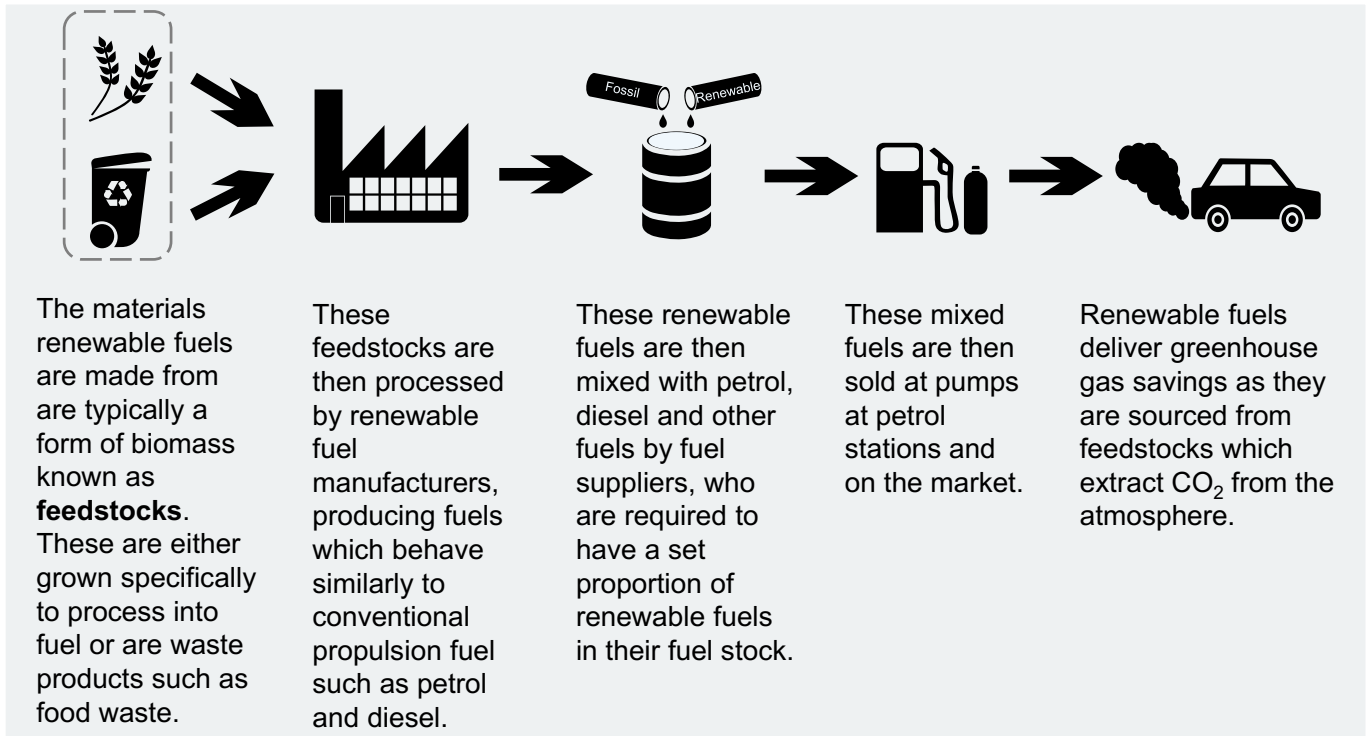 Fossil
Renewable
The materials
renewable fuels
are made from
are typically a
form of biomass
known as
feedstocks.
These are either
grown specifically
to process into
fuel or are waste
products such as
food waste.
These
feedstocks are
then processed
by renewable
fuel
manufacturers,
producing fuels
which behave
similarly to
conventional
propulsion fuel
such as petrol
and diesel.
These renewable
fuels are then
mixed with petrol,
diesel and other
fuels by fuel
suppliers, who
are required to
have a set
proportion of
renewable fuels
in their fuel stock.
These mixed
fuels are then
sold at pumps
at petrol
stations and
on the market.
Renewable fuels
deliver greenhouse
gas savings as they
are sourced from
feedstocks which
extract CO₂ from the
atmosphere.